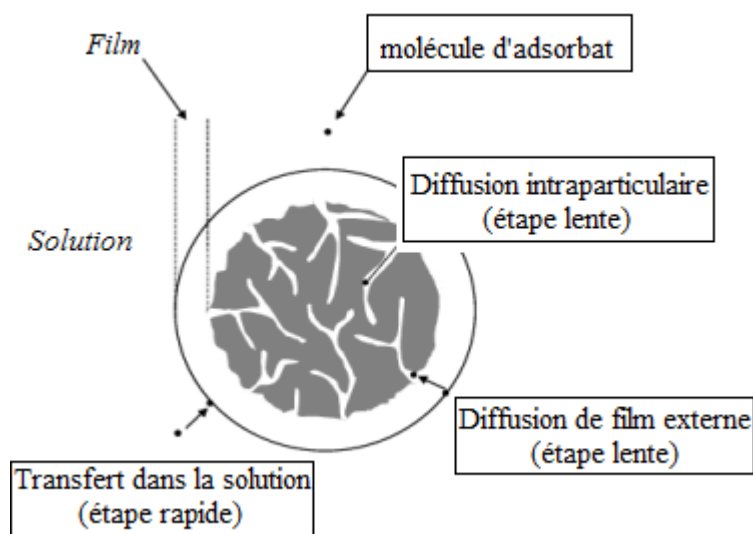 Film
molécule d'adsorbat
Diffusion intraparticulaire
(étape lente)
Solution
Diffusion de film externe
(étape lente)
Transfert dans la solution
(étape rapide)